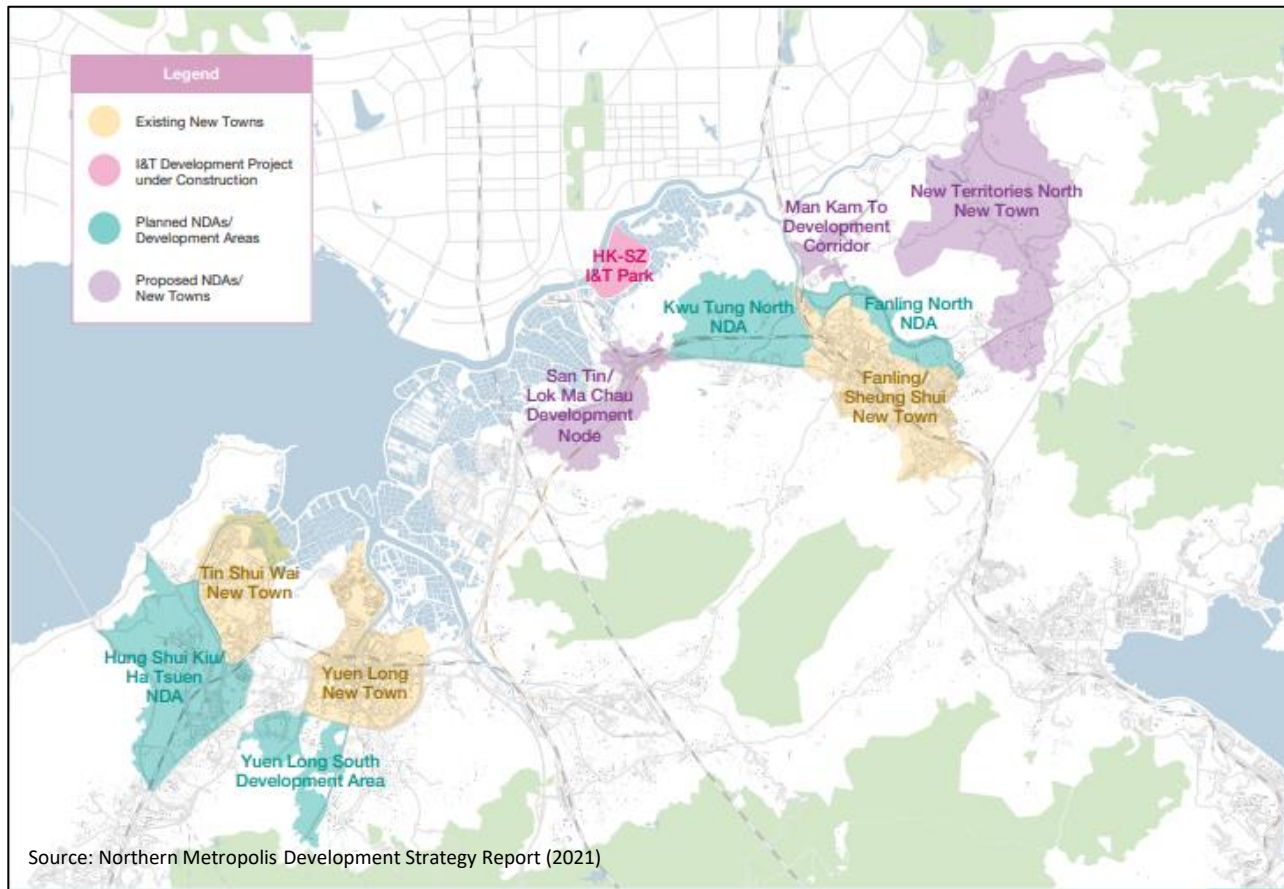 Legend
Existing New Towns
I&T Development Project
under Construction
Planned NDAs/
Development Areas
Proposed NDAs/
New Towns
New Territories North
New Town
Man Kam To
Development
Corridor
HK-SZ
I&T Park
Kwu Tung North
NDA
Fanling North
NDA
San Tin/
Lok Ma Chau
Development
Node
Fanling/
Sheung Shui
New Town
Tin Shui Wai
New Town
Hung Shui Kiu/
Ha Tsuen
NDA
Yuen Long
New Town
Yuen Long South
Development Area
Source: Northern Metropolis Development Strategy Report (2021)